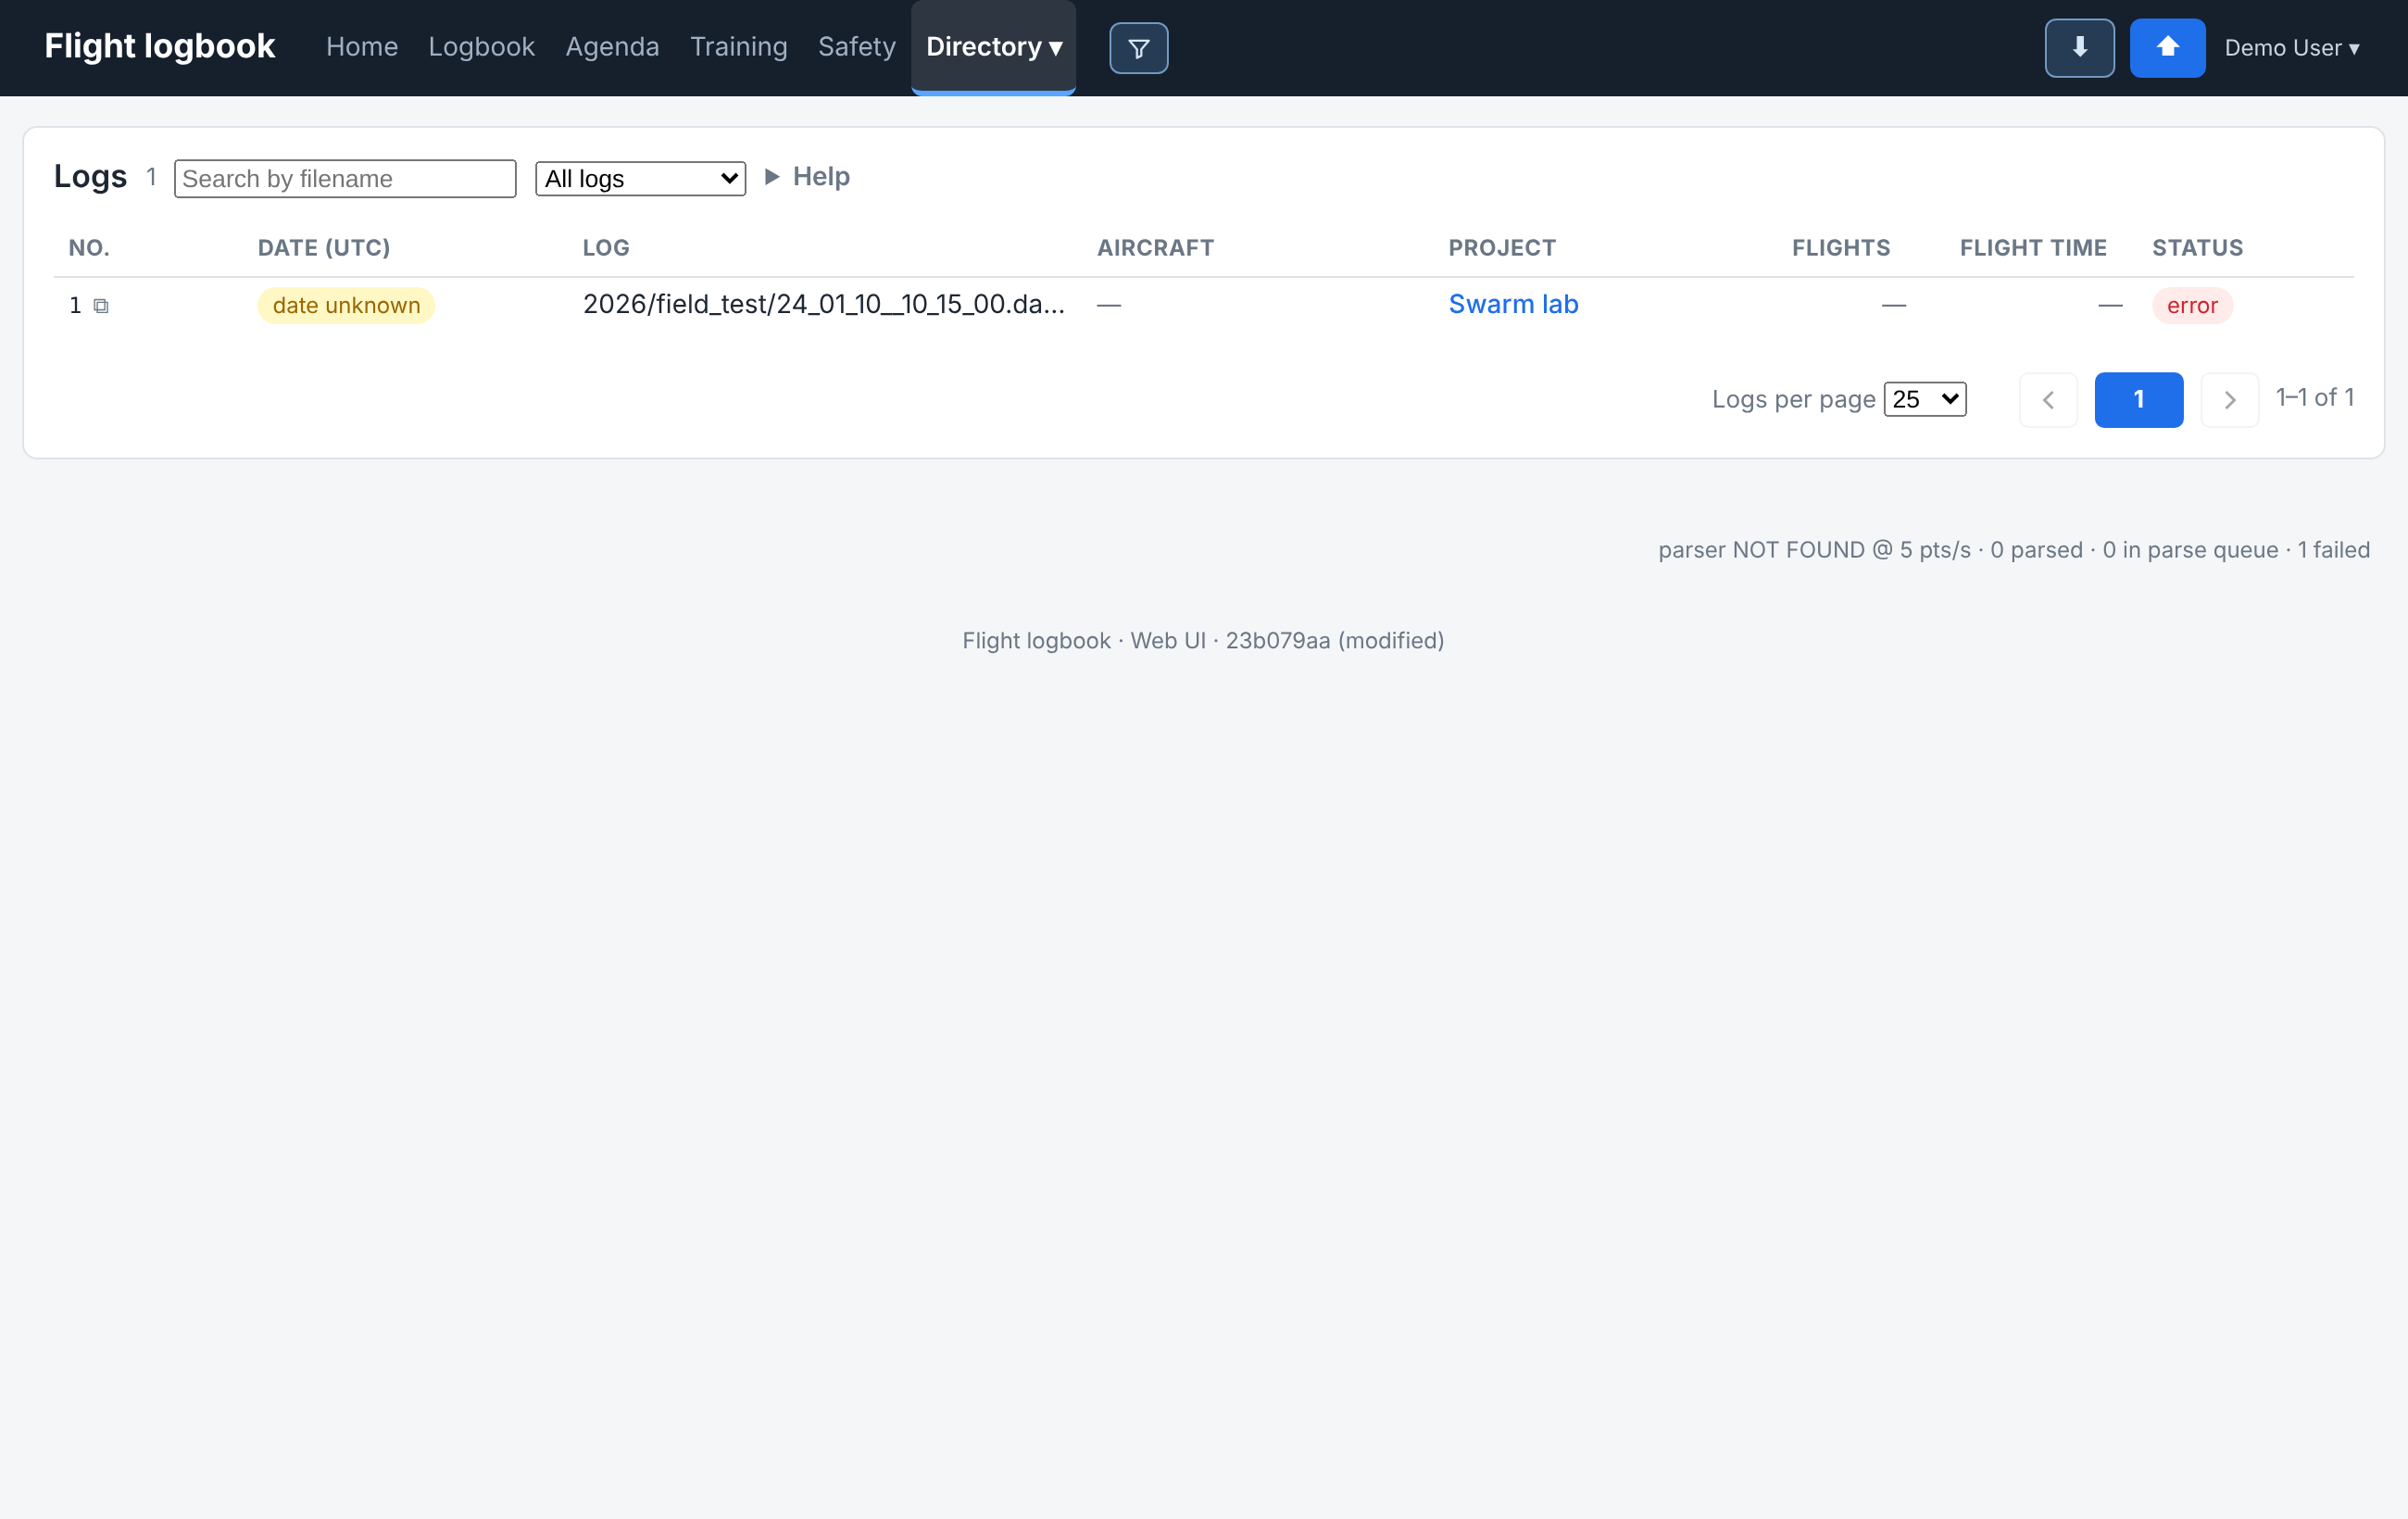 Flight logbook Home Logbook Agenda Training Safety Directory ▾ Demo User ▾
Logs 1 Search by filename All logs ▶ Help
NO. DATE (UTC) LOG AIRCRAFT PROJECT FLIGHTS FLIGHT TIME STATUS
1 date unknown 2026/field_test/24_01_10__10_15_00.da... — Swarm lab — — error
Logs per page 25 1 1–1 of 1
parser NOT FOUND @ 5 pts/s · 0 parsed · 0 in parse queue · 1 failed
Flight logbook · Web UI · 23b079aa (modified)